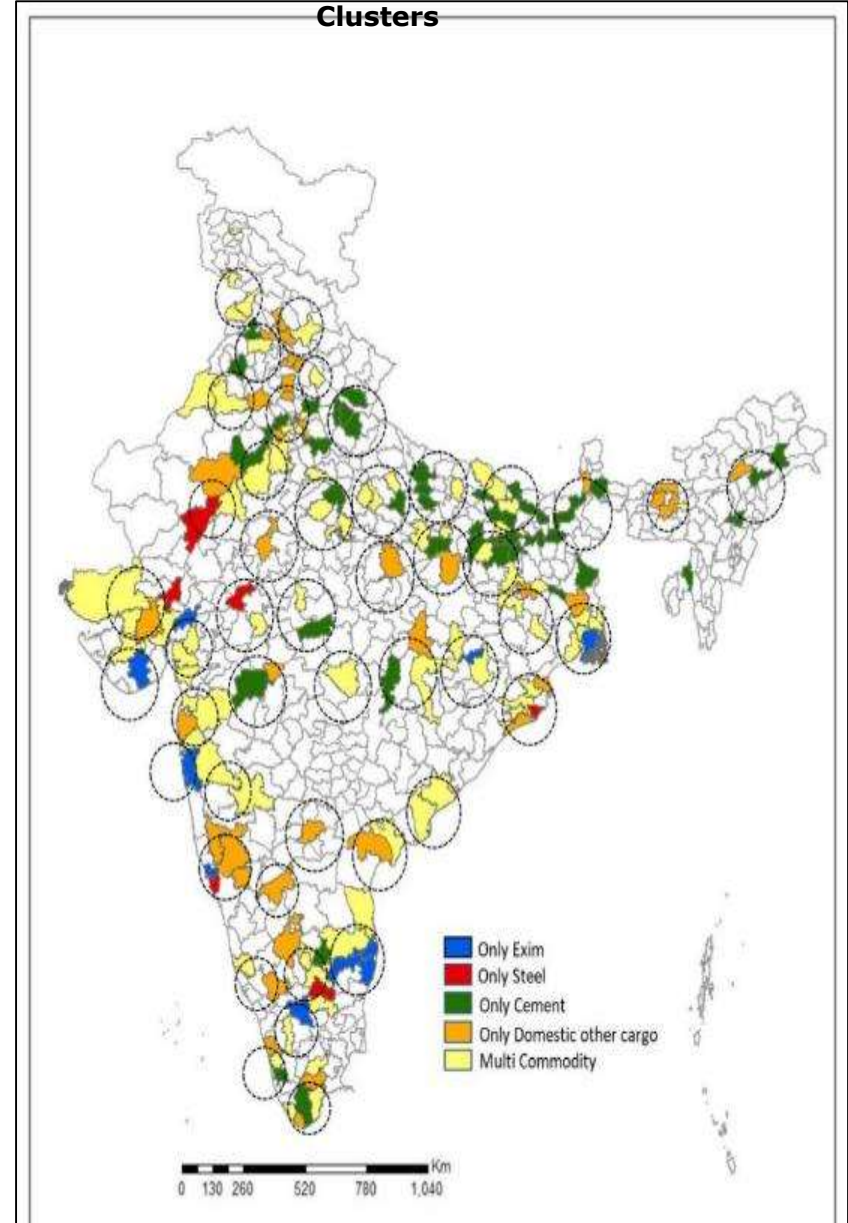 Clusters
Only Exim
Only Steel
Only Cement
Only Domestic other cargo
Multi Commodity
Km
0 130 260 520 780 1,040